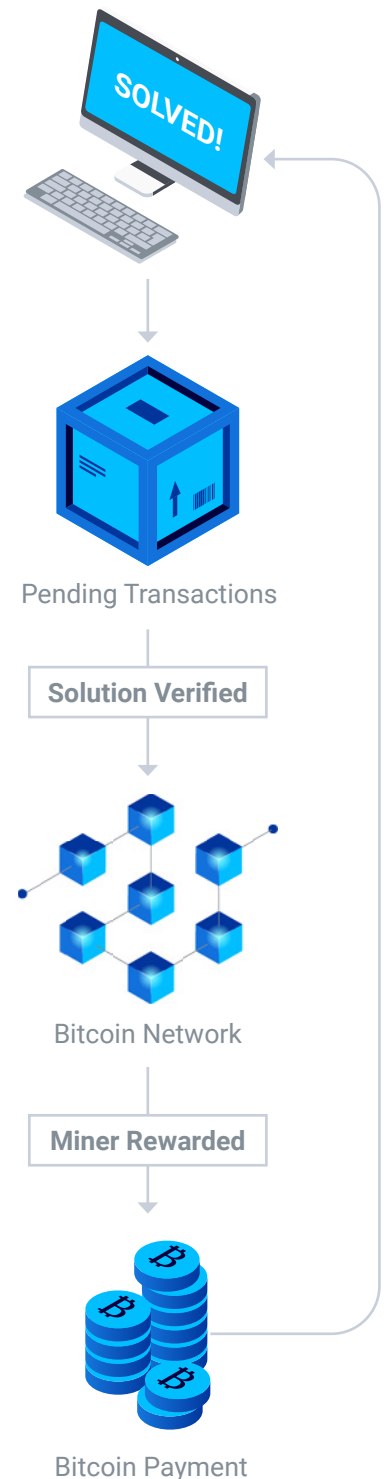 SOLVED!
Pending Transactions
Solution Verified
Bitcoin Network
Miner Rewarded
Bitcoin Payment